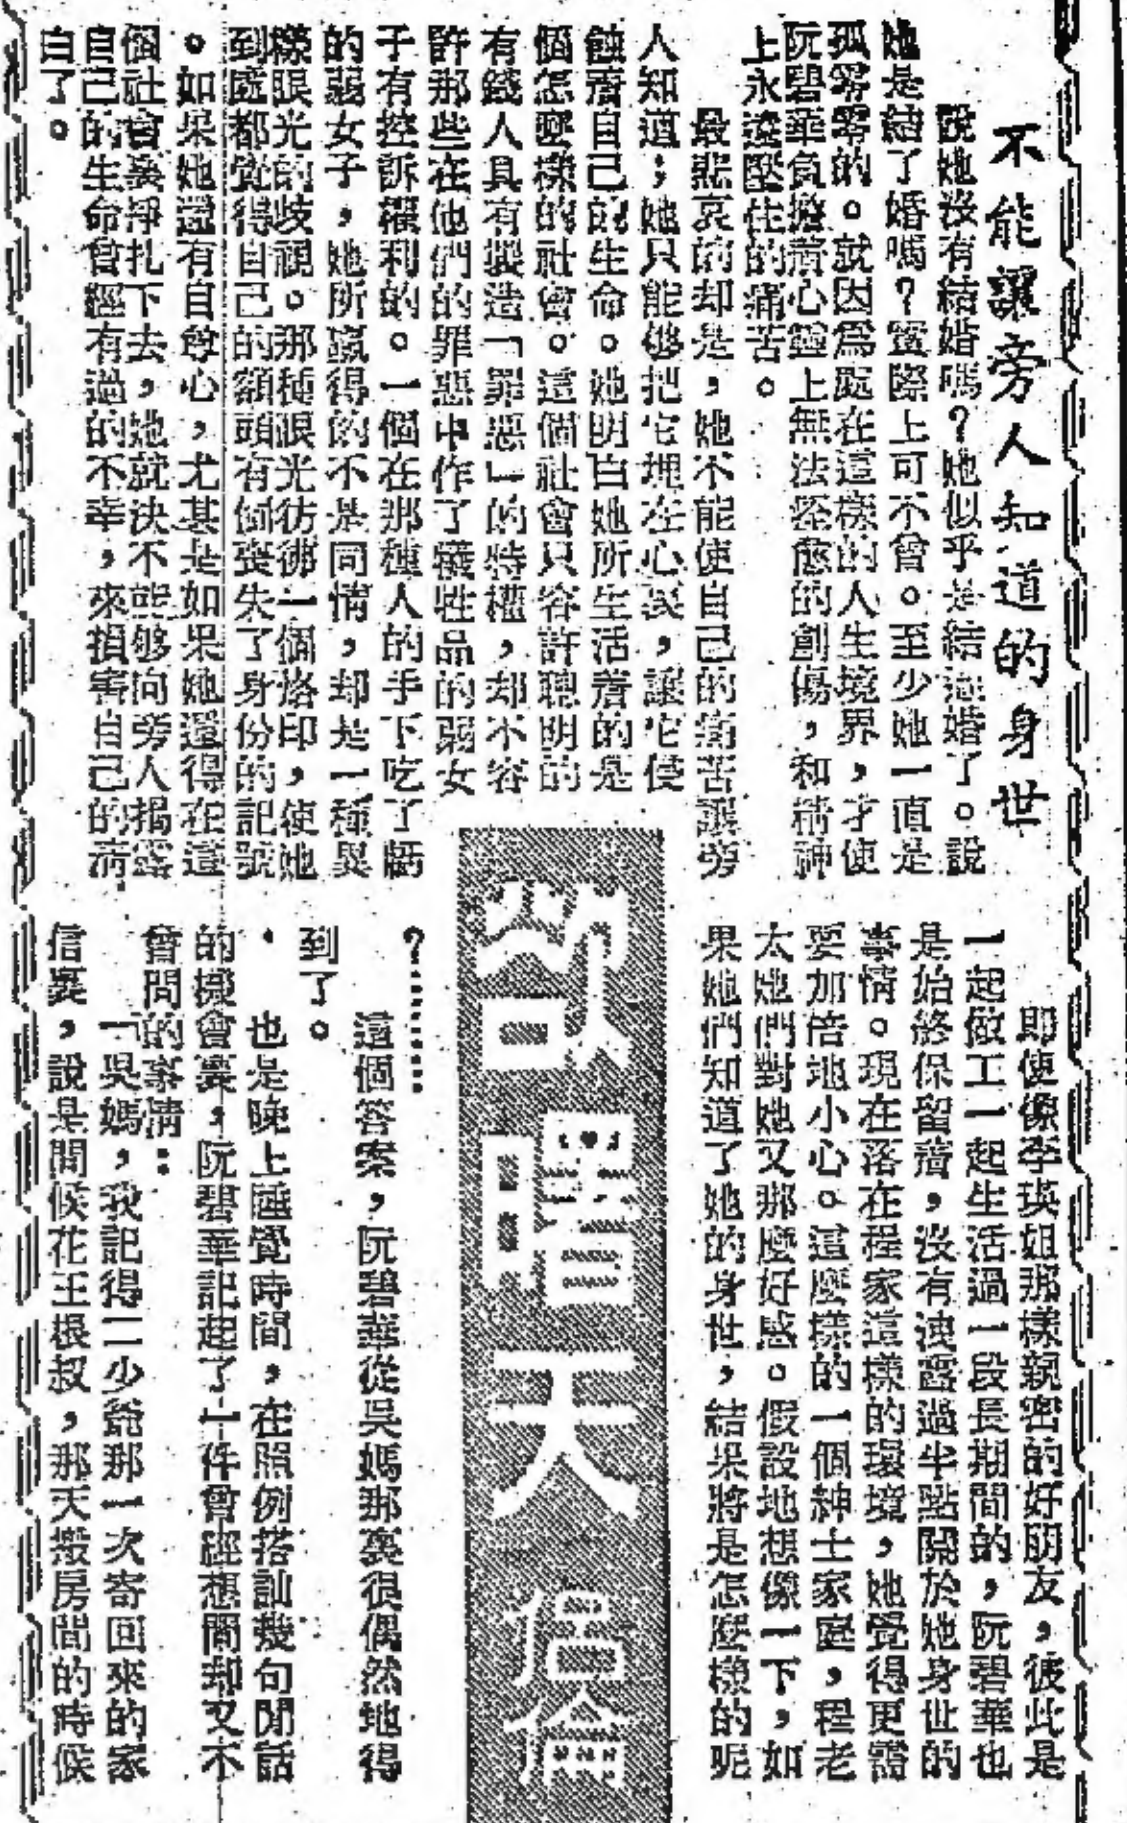 不能讓旁人知道的身世
說她沒有結婚嗎？她似乎是結過婚了。說
她是結了婚嗎？實際上可不曾。至少她一直是
孤零零的。就因爲處在這樣的人生境界，才使
阮碧華負擔着心靈上無法痊愈的創傷，和精神
上永遠壓住的痛苦。
最悲哀的却是，她不能使自己的痛苦讓旁
人知道；她只能够把它埋在心裏，讓它侵
蝕着自己的生命。她明白她所生活着的是
個怎麼樣的社會。這個社會只容許聰明的
有錢人具有製造「罪惡」的特權，却不容
許那些在他們的罪惡中作了犧牲品的弱女
子有控訴權利的。一個在那種人的手下吃了虧
的弱女子，她所贏得的不是同情，却是一種異
樣眼光的歧視。那種眼光彷彿一個烙印，使她
到處都覺得自己的額頭有個喪失了身份的記號
。如果她還有自尊心，尤其是如果她還得在這
個社會裏掙扎下去，她就決不能够向旁人揭露
自己的生命曾經有過的不幸，來損害自己的清
白了。
即使像李瑛姐那樣親密的好朋友，彼此是
一起做工一起生活過一段長期間的，阮碧華也
是始終保留着，沒有洩露過半點關於她身世的
事情。現在落在程家這樣的環境，她覺得更需
要加倍地小心。這麼樣的一個紳士家庭，程老
太她們對她又那麼好感。假設地想像一下，如
果她們知道了她的身世，結果將是怎麼樣的呢
？……
這個答案，阮碧華從吳媽那裏很偶然地得
到了。
也是晚上睡覺時間，在照例搭訕幾句閒話
的機會裏，阮碧華記起了一件曾經想問却又不
曾問的事情：
「吳媽，我記得二少爺那一次寄回來的家
信裏，說是問候花王根叔，那天搬房間的時候
欲曙天 侶倫